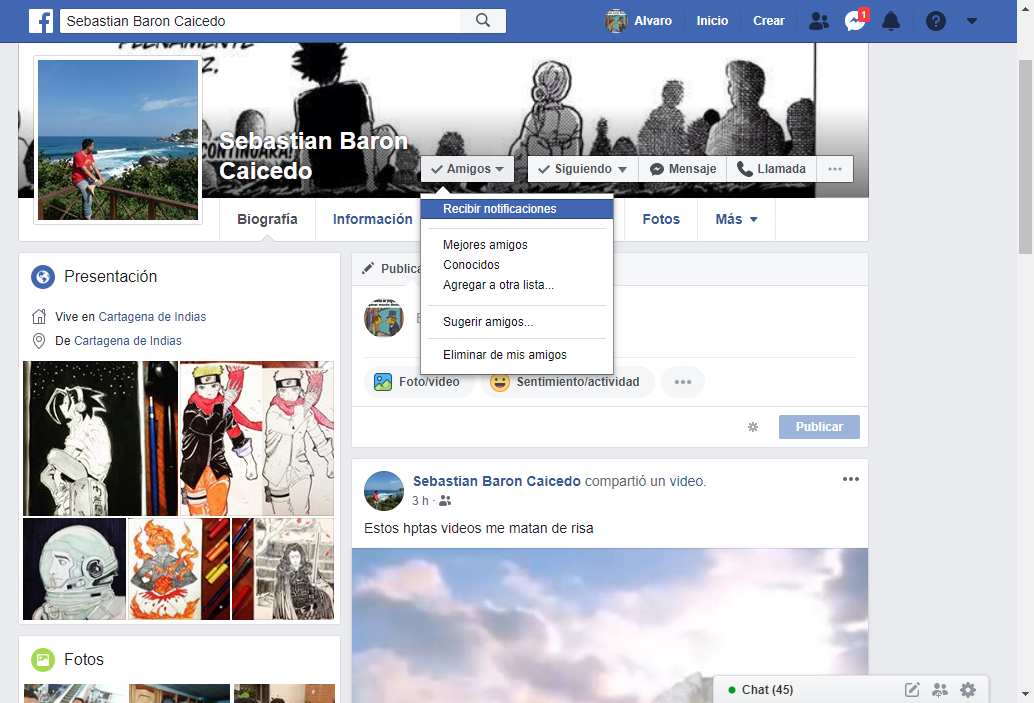 Sebastian Baron Caicedo
Alvaro
Inicio
Crear
1
PLENAMENTE
Z.
CONTINUARÁ!
Sebastian Baron
Caicedo
Amigos
Siguiendo
Mensaje
Llamada
Biografía
Información
Fotos
Más
Recibir notificaciones
Mejores amigos
Conocidos
Agregar a otra lista...
Sugerir amigos...
Eliminar de mis amigos
Presentación
Vive en Cartagena de Indias
De Cartagena de Indias
Fotos
Publica
Foto/video
Sentimiento/actividad
Publicar
Sebastian Baron Caicedo compartió un video.
3 h ·
Estos hptas videos me matan de risa
Chat (45)